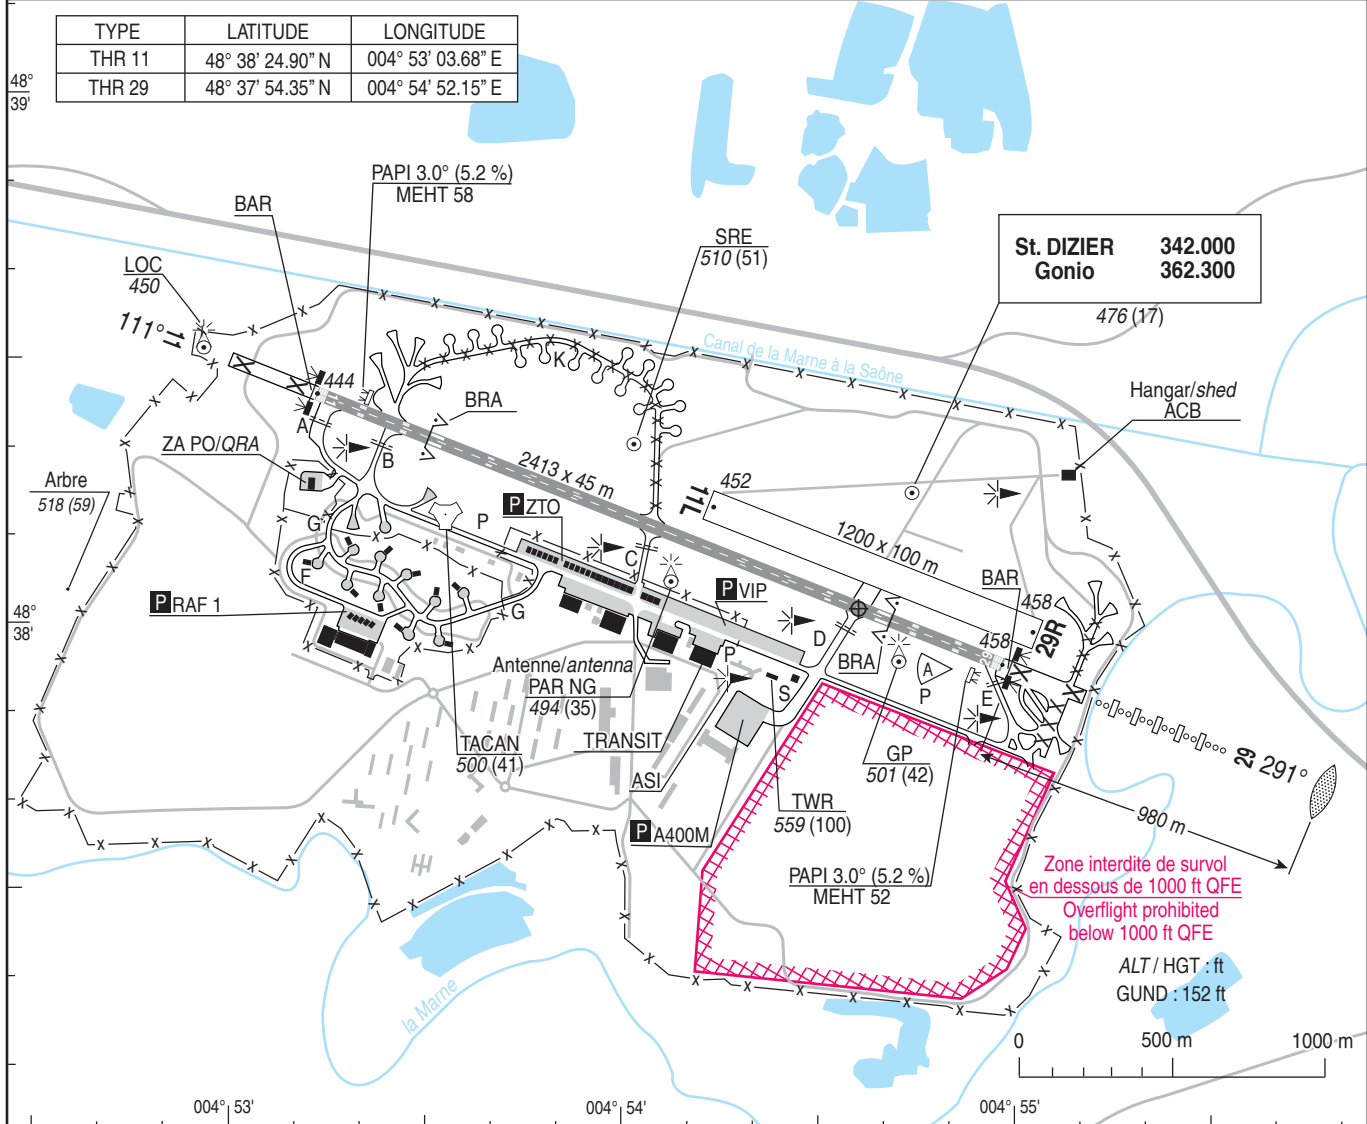 TYPE LATITUDE LONGITUDE
THR 11 48° 38' 24.90" N 004° 53' 03.68" E
THR 29 48° 37' 54.35" N 004° 54' 52.15" E
48°
39'
PAPI 3.0° (5.2 %)
MEHT 58
BAR
SRE
510 (51)
St. DIZIER 342.000
Gonio 362.300
476 (17)
LOC
450
111°
11
Canal de la Marne à la Saône
444
K
BRA
Hangar/shed
ACB
A
B
ZA PO/QRA
2413 x 45 m
Arbre
518 (59)
452
11L
P ZTO
P
G
1200 x 100 m
C
BAR
F
P VIP
458
48°
38'
P RAF 1
G
D
458
29R
29
Antenne/antenna
PAR NG
494 (35)
P
BRA
A
P
S
E
TACAN
500 (41)
TRANSIT
GP
501 (42)
29 291°
ASI
TWR
559 (100)
980 m
P A400M
PAPI 3.0° (5.2 %)
MEHT 52
Zone interdite de survol
en dessous de 1000 ft QFE
Overflight prohibited
below 1000 ft QFE
ALT / HGT : ft
GUND : 152 ft
la Marne
0 500 m 1000 m
004° 53' 004° 54' 004° 55'